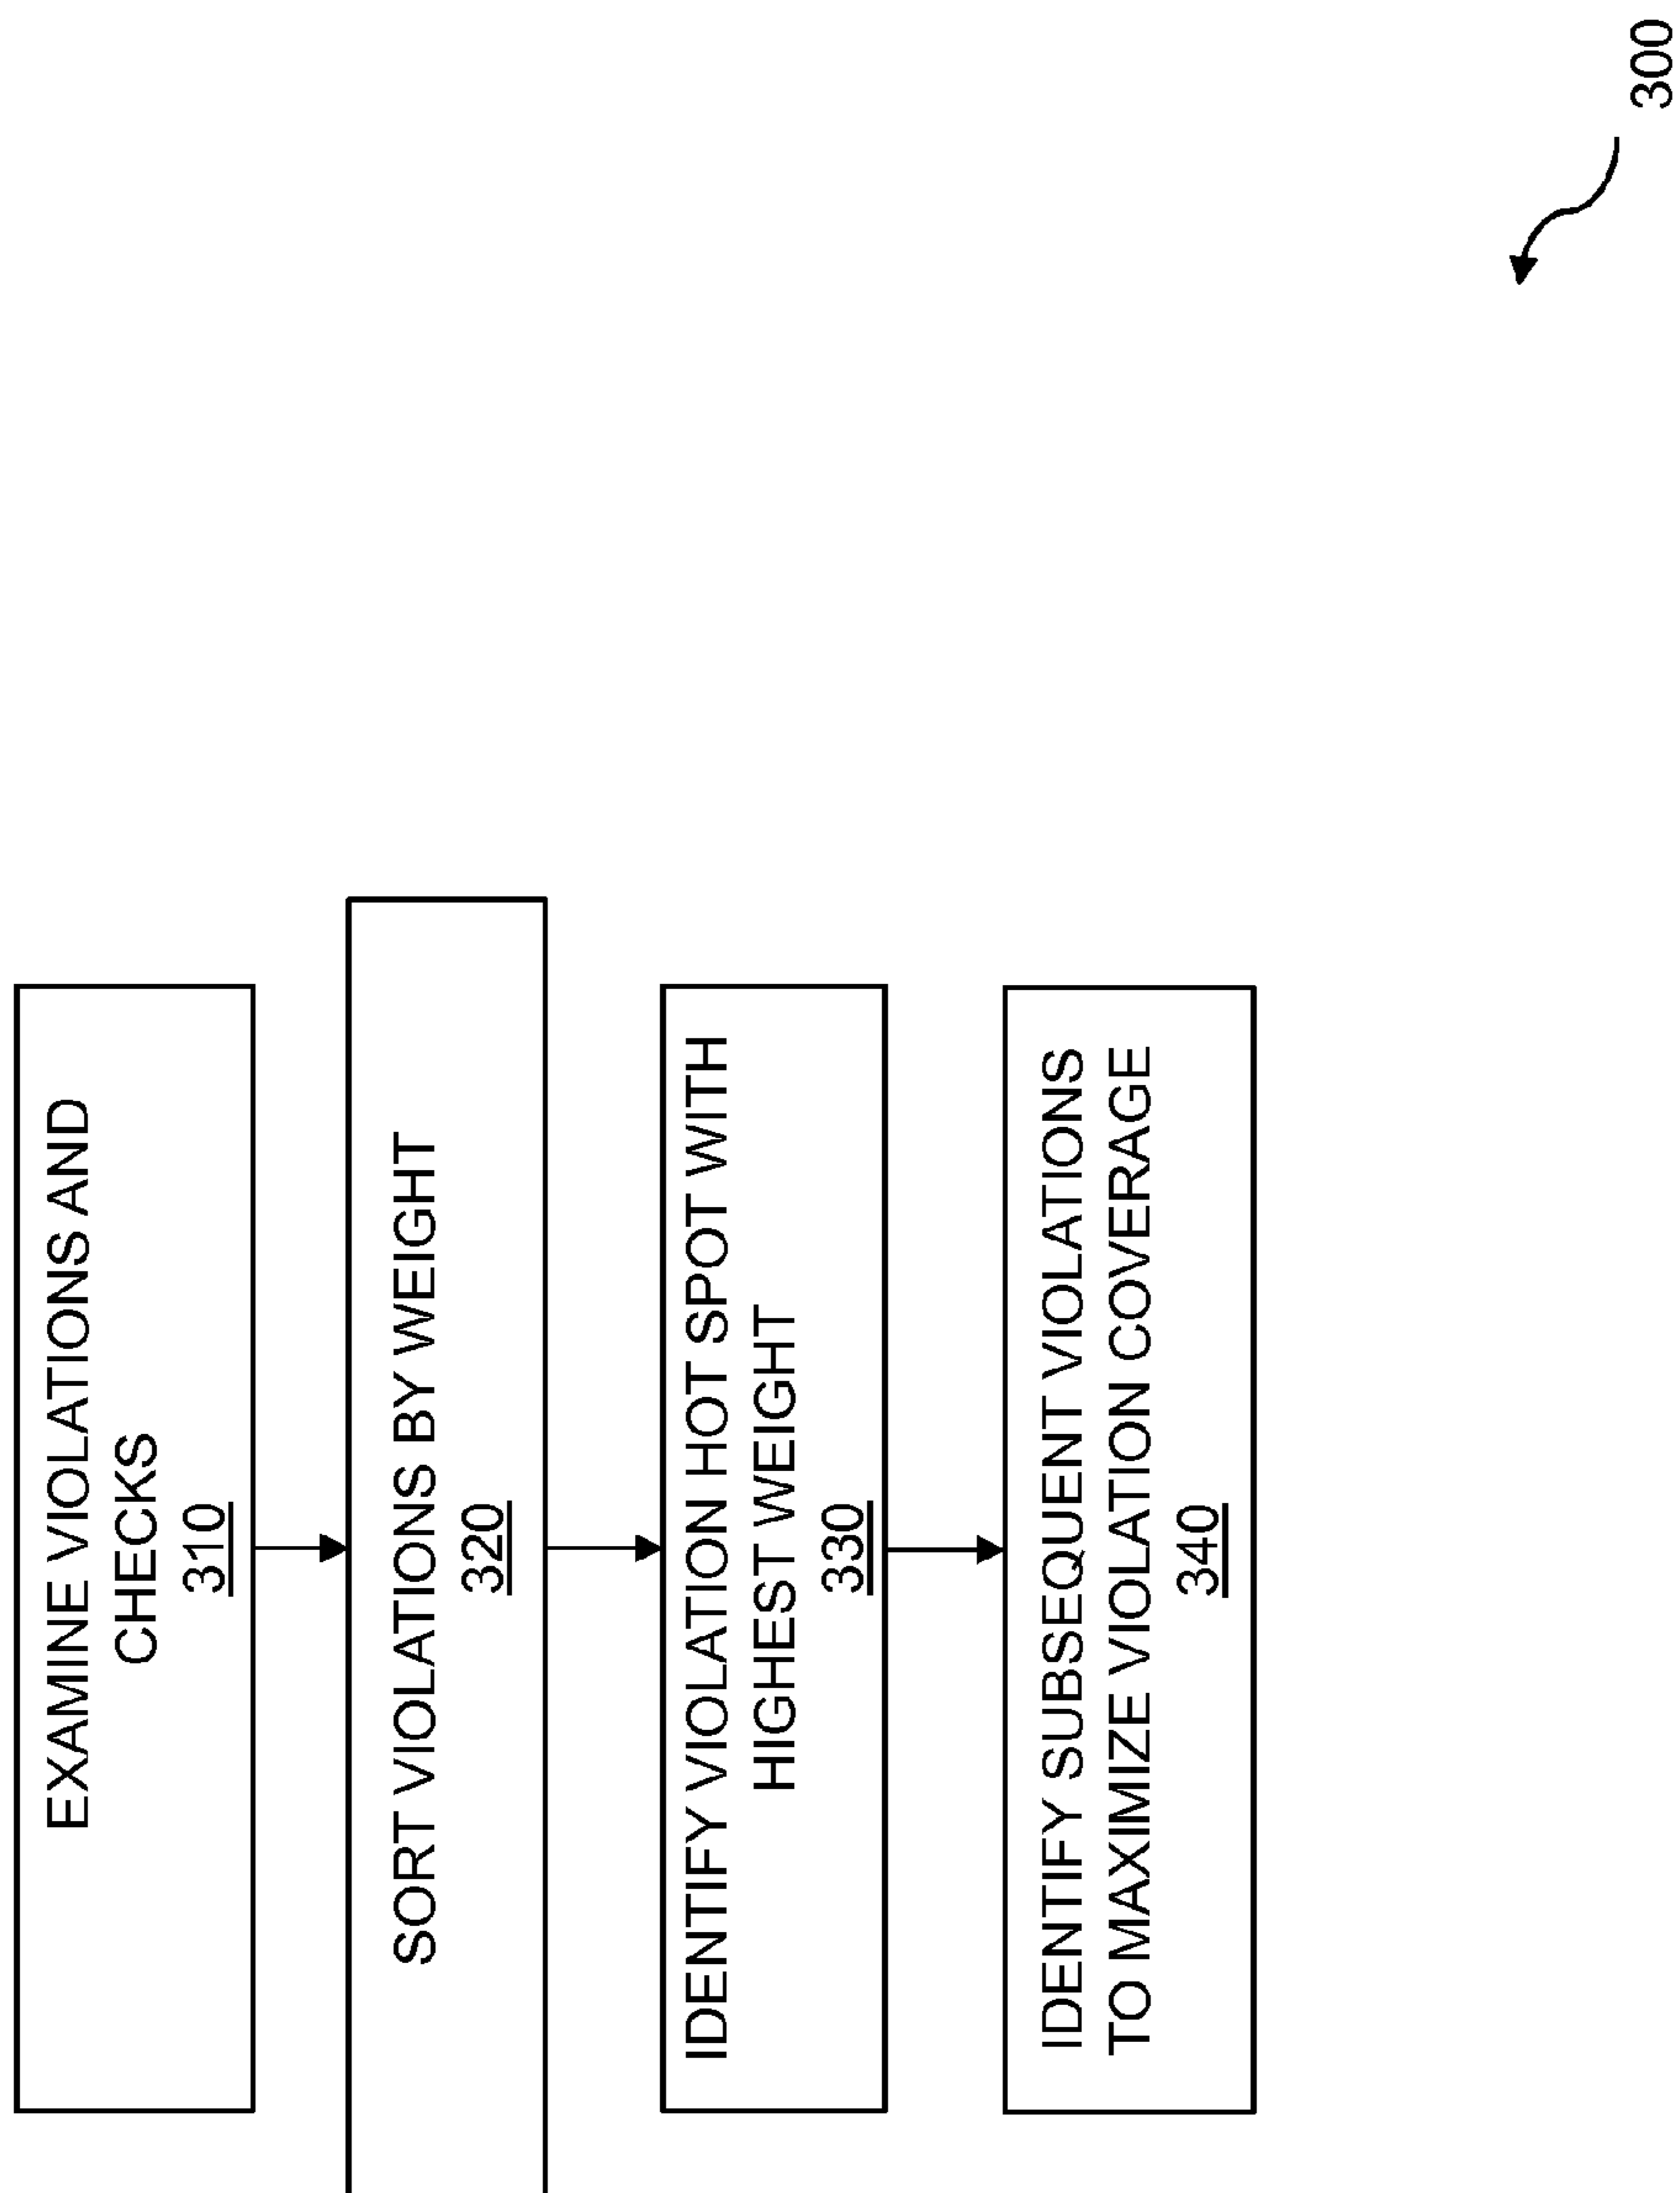 EXAMINE VIOLATIONS AND
CHECKS
310
SORT VIOLATIONS BY WEIGHT
320
IDENTIFY VIOLATION HOT SPOT WITH
HIGHEST WEIGHT
330
IDENTIFY SUBSEQUENT VIOLATIONS
TO MAXIMIZE VIOLATION COVERAGE
340
300